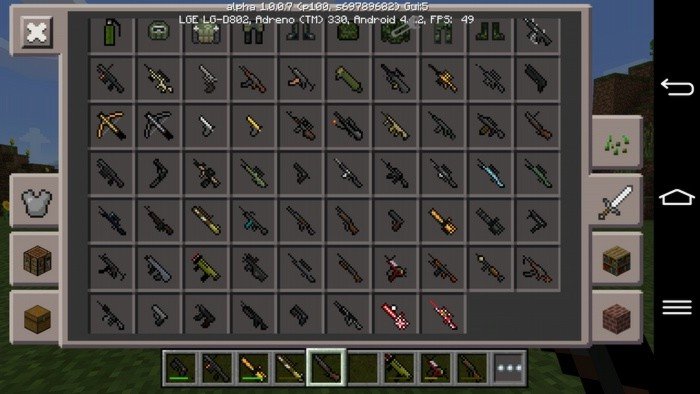 alpha 1.0.0.7 (p100, s69789682) Gui:5
LGE LG-D802, Adreno (TM) 330, Android 4.4.2, FPS: 49